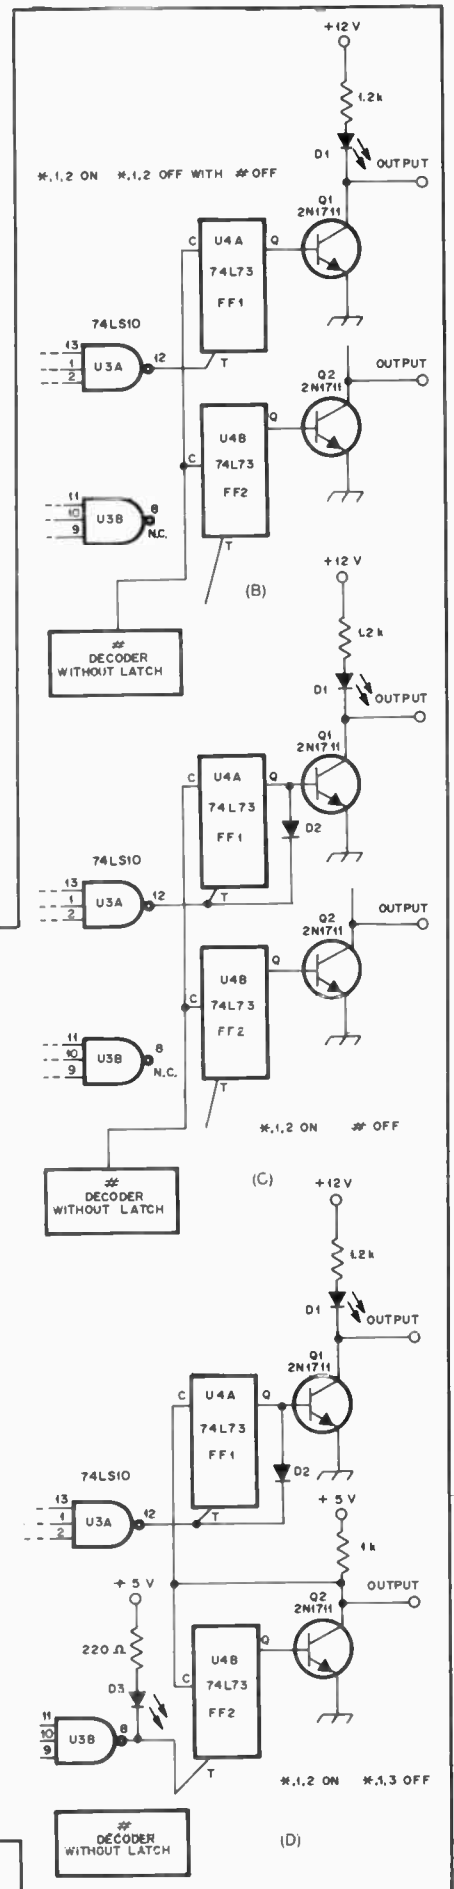 +12 V
1.2k
D1
OUTPUT
*,1,2 ON *,1,2 OFF WITH # OFF
Q1
2N1711
C U4A Q
74L73
FF1
T
74LS10
13
1 U3A 12
2
Q2
2N1711
OUTPUT
U4B Q
C 74L73
FF2
T
11
10 U3B 8
9 N.C.
(B)
#
DECODER
WITHOUT LATCH
+12V
1.2k
D1
OUTPUT
Q1
2N1711
C U4A Q
74L73
FF1
D2
T
74LS10
13
1 U3A 12
2
Q2
2N1711
OUTPUT
U4B Q
C 74L73
FF2
T
11
10 U3B 8
9 N.C.
*,1,2 ON # OFF
(C)
#
DECODER
WITHOUT LATCH
+12V
1.2k
D1
OUTPUT
Q1
2N1711
C U4A Q
74L73
FF1
D2
T
74LS10
13
1 U3A 12
2
+ 5 V
1k
OUTPUT
Q2
2N1711
+ 5 V
220 Ω
D3
U4B Q
C 74L73
FF2
T
11
10 U3B 8
9
*,1,2 ON *,1,3 OFF
(D)
#
DECODER
WITHOUT LATCH